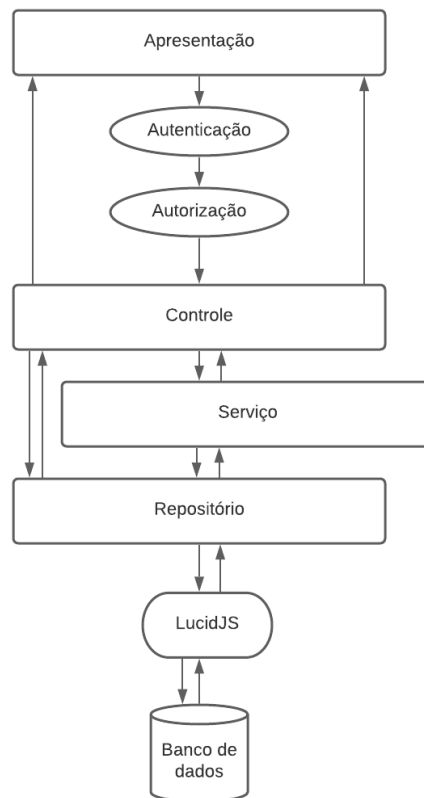 Apresentação
Autenticação
Autorização
Controle
Serviço
Repositório
LucidJS
Banco de
dados